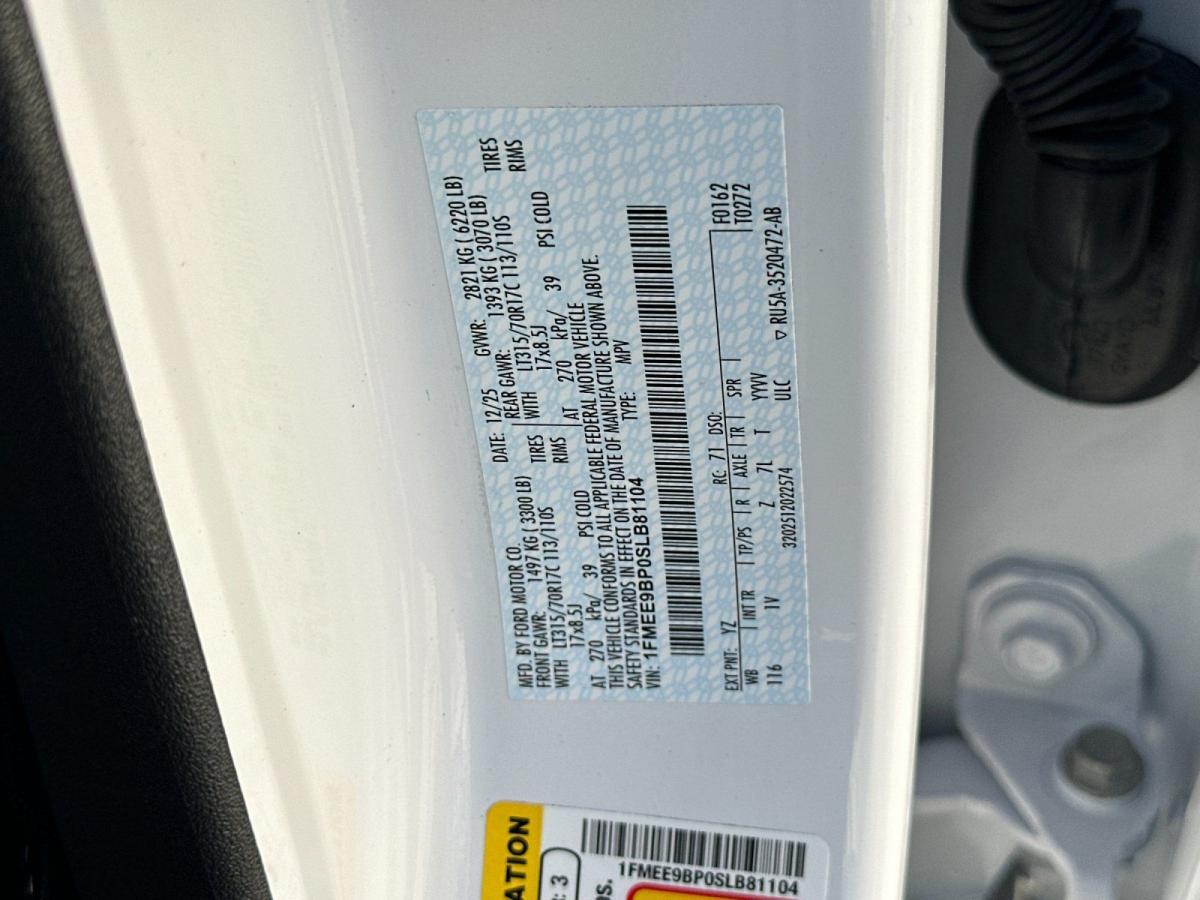 MFD. BY FORD MOTOR CO.
DATE: 12/25 GVWR: 2821 KG ( 6220 LB)
FRONT GAWR: 1497 KG ( 3300 LB)
REAR GAWR: 1393 KG ( 3070 LB)
WITH LT315/70R17C 113/110S TIRES
WITH LT315/70R17C 113/110S TIRES
17x8.5J RIMS
17x8.5J RIMS
AT 270 kPa/ 39 PSI COLD
AT 270 kPa/ 39 PSI COLD
THIS VEHICLE CONFORMS TO ALL APPLICABLE FEDERAL MOTOR VEHICLE
SAFETY STANDARDS IN EFFECT ON THE DATE OF MANUFACTURE SHOWN ABOVE.
VIN: 1FMEE9BP0SLB81104 TYPE: MPV
F0162
T0272
EXT PNT: YZ RC: 71 DSO:
WB INT TR TP/PS R AXLE TR SPR
116 1V Z 7L T YYVV
3202512022574 ULC
▽ RU5A-3520472-AB
ATION
: 3
os.
1FMEE9BP0SLB81104